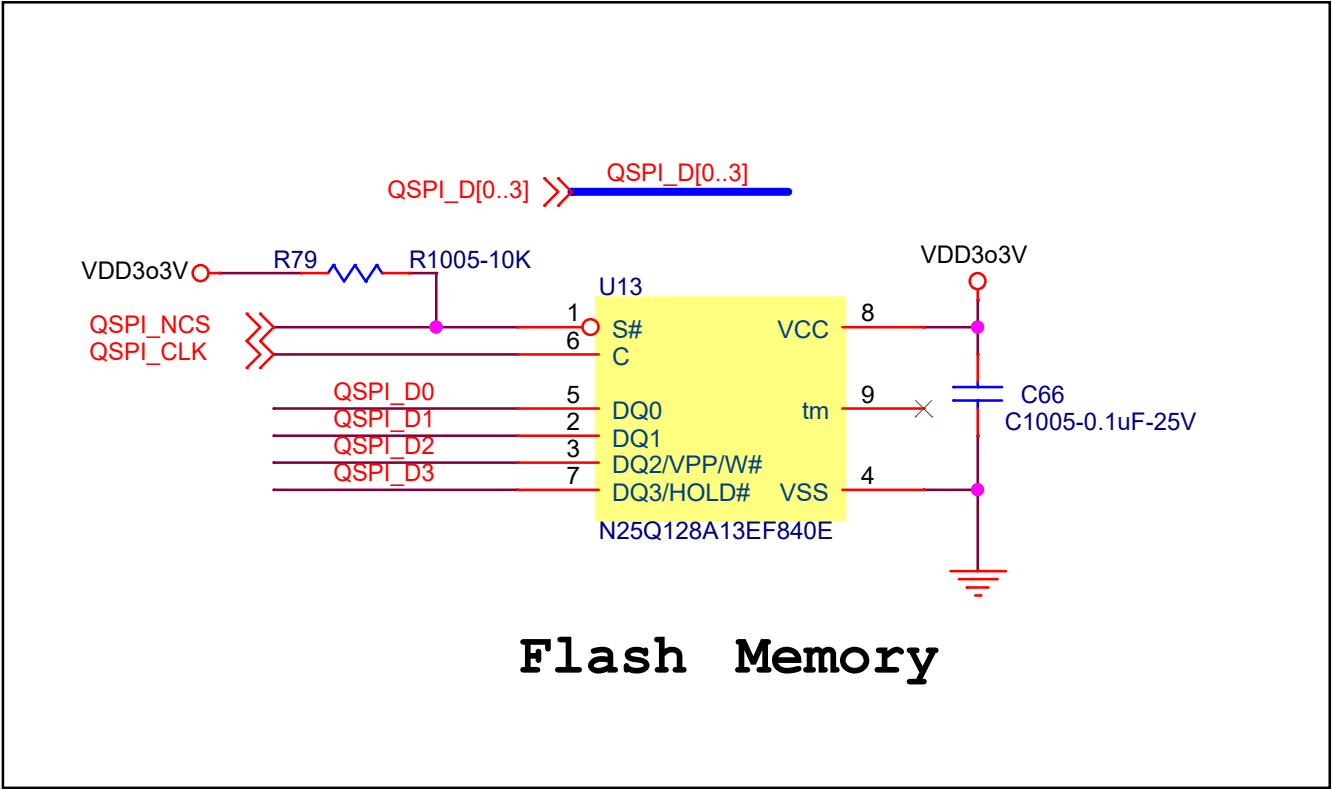 QSPI_D[0..3]
QSPI_D[0..3]
VDD3o3V
R79
R1005-10K
VDD3o3V
U13
QSPI_NCS
1
S#
VCC
8
QSPI_CLK
6
C
QSPI_D0
5
DQ0
tm
9
C66
C1005-0.1uF-25V
QSPI_D1
2
DQ1
QSPI_D2
3
DQ2/VPP/W#
QSPI_D3
7
DQ3/HOLD#
VSS
4
N25Q128A13EF840E
Flash Memory